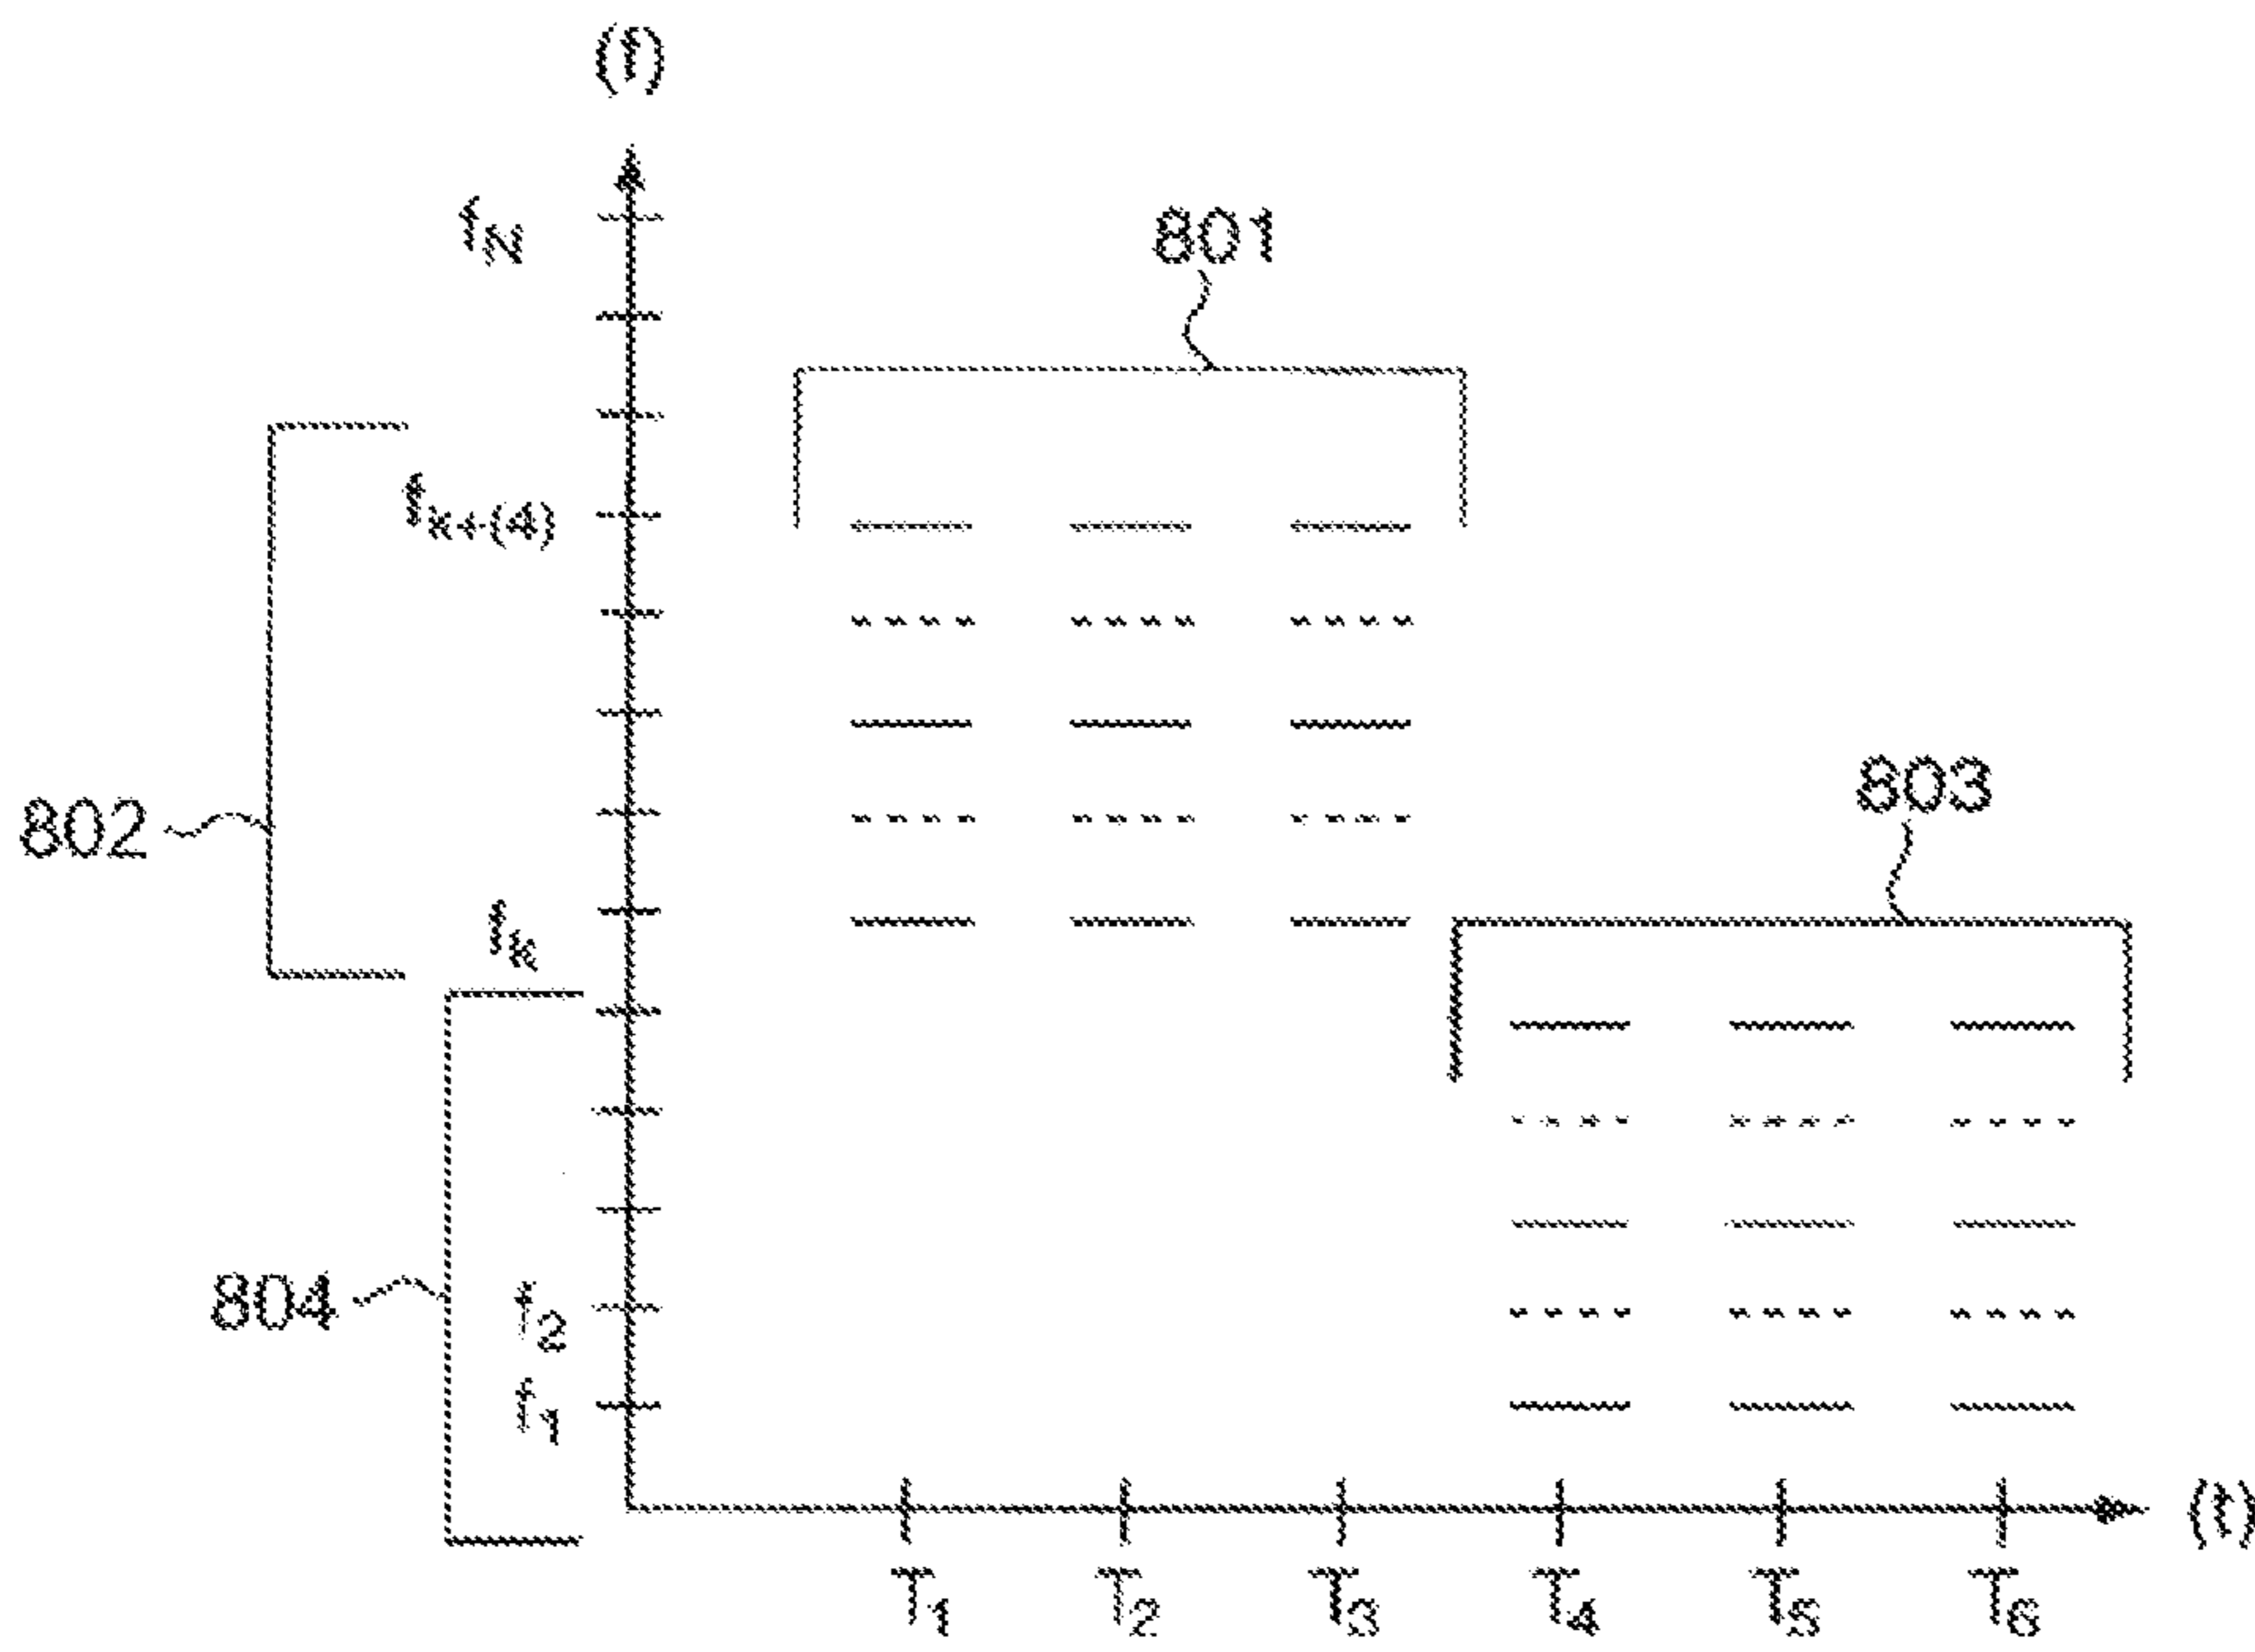 (f)
f_N
801
f_k+(4)
803
802
f_k
804
f_2
f_1
(t)
T_1 T_2 T_3 T_4 T_5 T_6